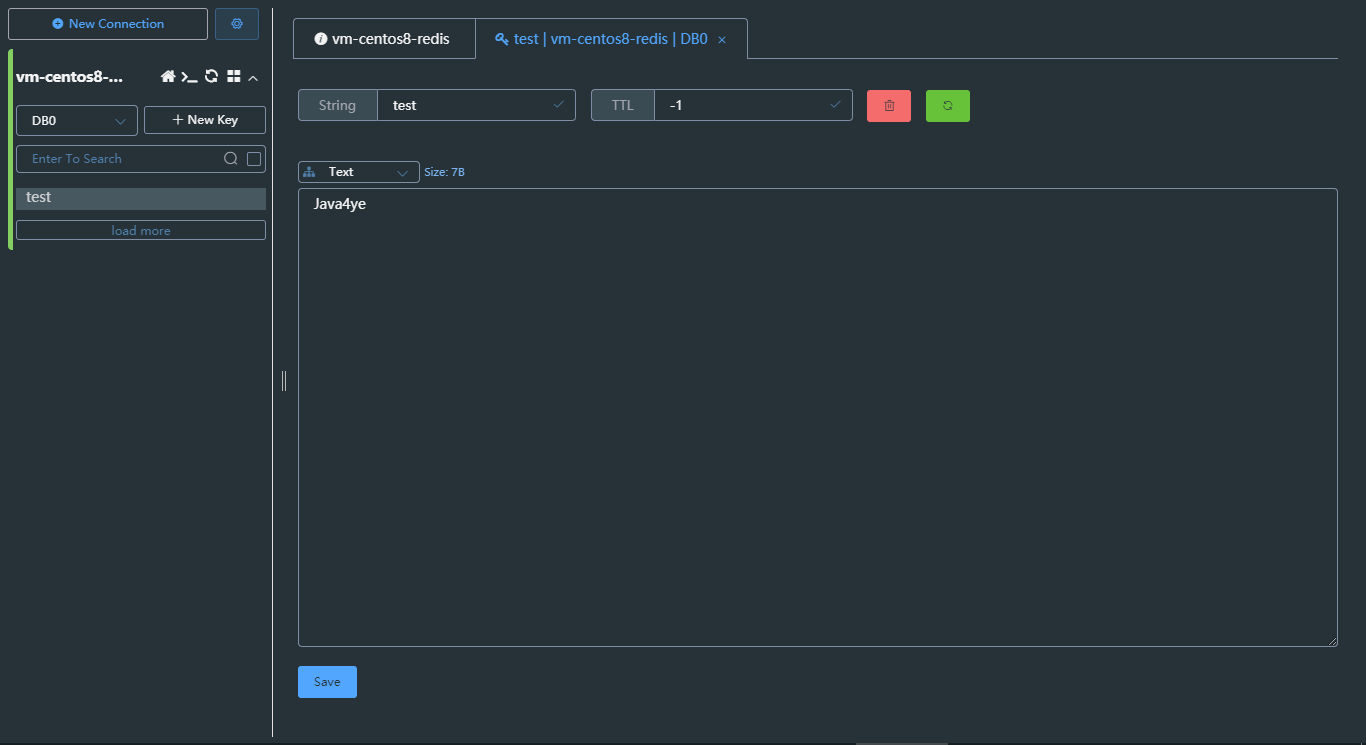 New Connection
vm-centos8-...
DB0
New Key
Enter To Search
test
load more
vm-centos8-redis
test | vm-centos8-redis | DB0
String
test
TTL
-1
Text
Size: 7B
Java4ye
Save